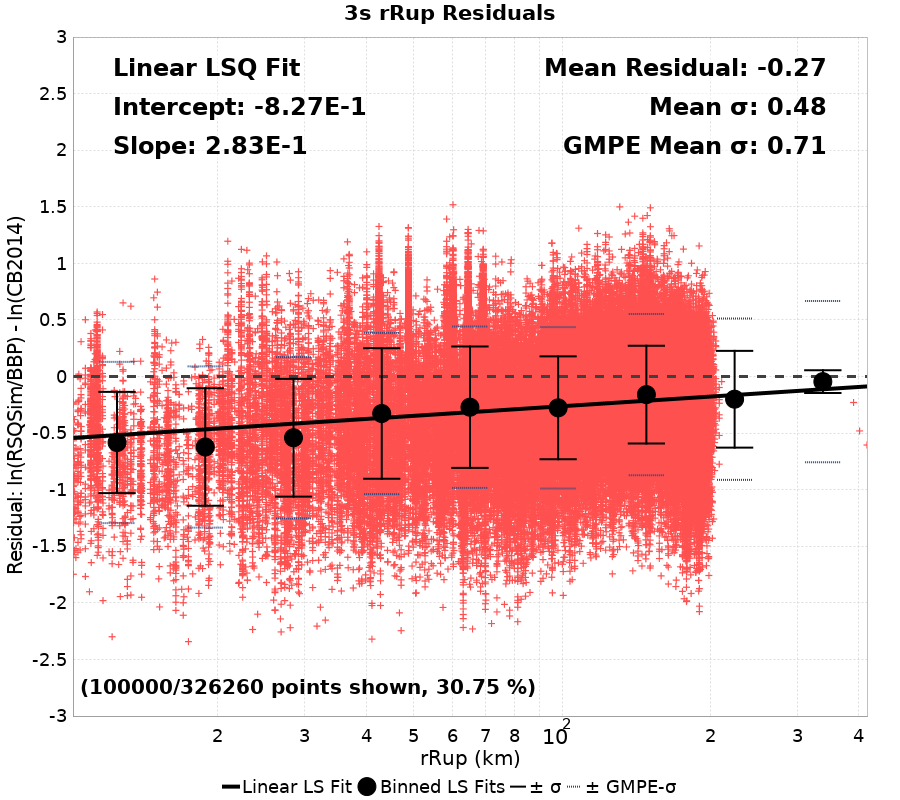 3s rRup Residuals
Linear LSQ Fit
Intercept: -8.27E-1
Slope: 2.83E-1
Mean Residual: -0.27
Mean σ: 0.48
GMPE Mean σ: 0.71
Residual: ln(RSQSim/BBP) - ln(CB2014)
3
2.5
2
1.5
1
0.5
0
-0.5
-1
-1.5
-2
-2.5
-3
(100000/326260 points shown, 30.75 %)
2 3 4 5 6 7 8 10² 2 3 4
rRup (km)
Linear LS Fit Binned LS Fits ± σ ± GMPE-σ